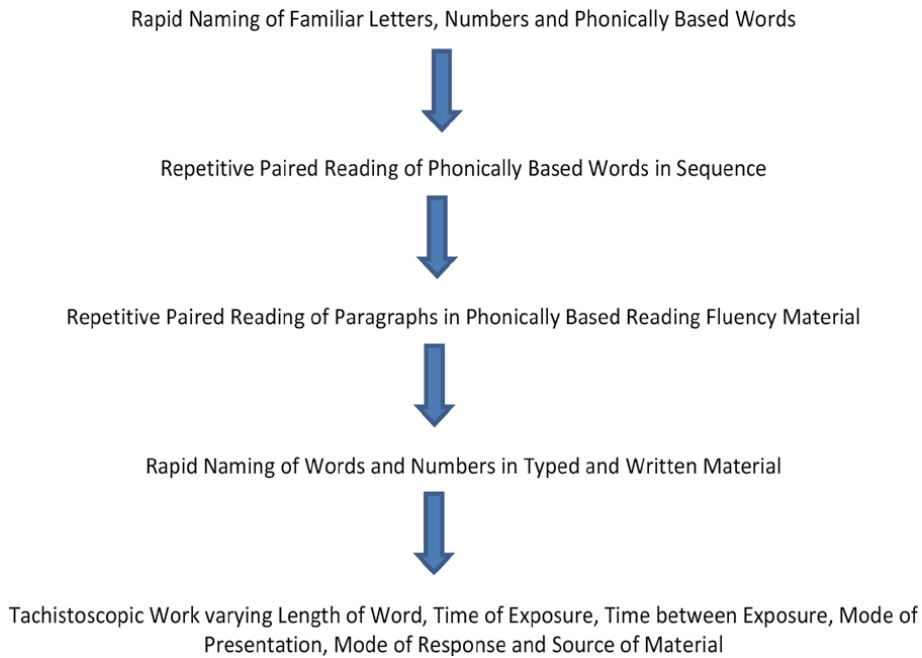 Rapid Naming of Familiar Letters, Numbers and Phonically Based Words
Repetitive Paired Reading of Phonically Based Words in Sequence
Repetitive Paired Reading of Paragraphs in Phonically Based Reading Fluency Material
Rapid Naming of Words and Numbers in Typed and Written Material
Tachistoscopic Work varying Length of Word, Time of Exposure, Time between Exposure, Mode of
Presentation, Mode of Response and Source of Material